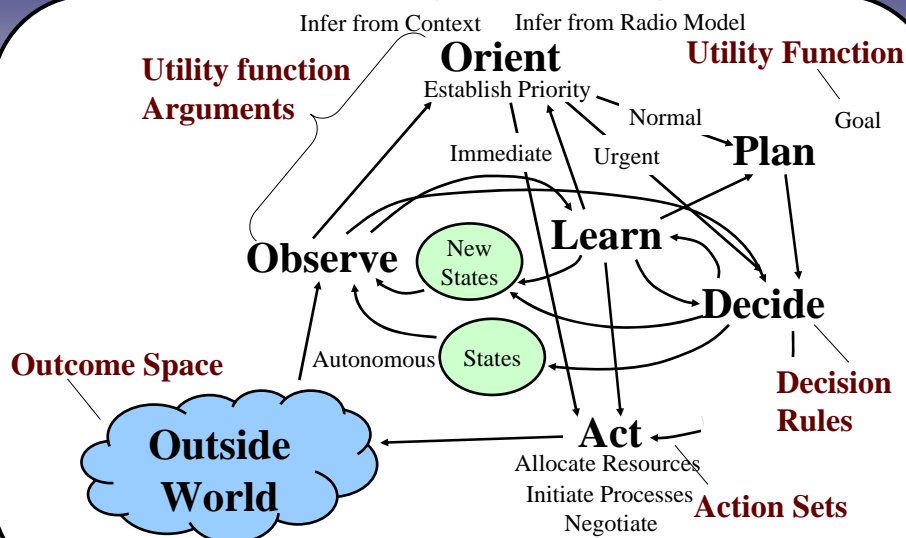 Infer from Context
Infer from Radio Model
Orient
Establish Priority
Utility Function
Goal
Utility function
Arguments
Normal
Immediate
Urgent
Plan
Observe
New
States
Learn
Decide
Autonomous
States
Outcome Space
Decision
Rules
Outside
World
Act
Allocate Resources
Initiate Processes
Negotiate
Action Sets